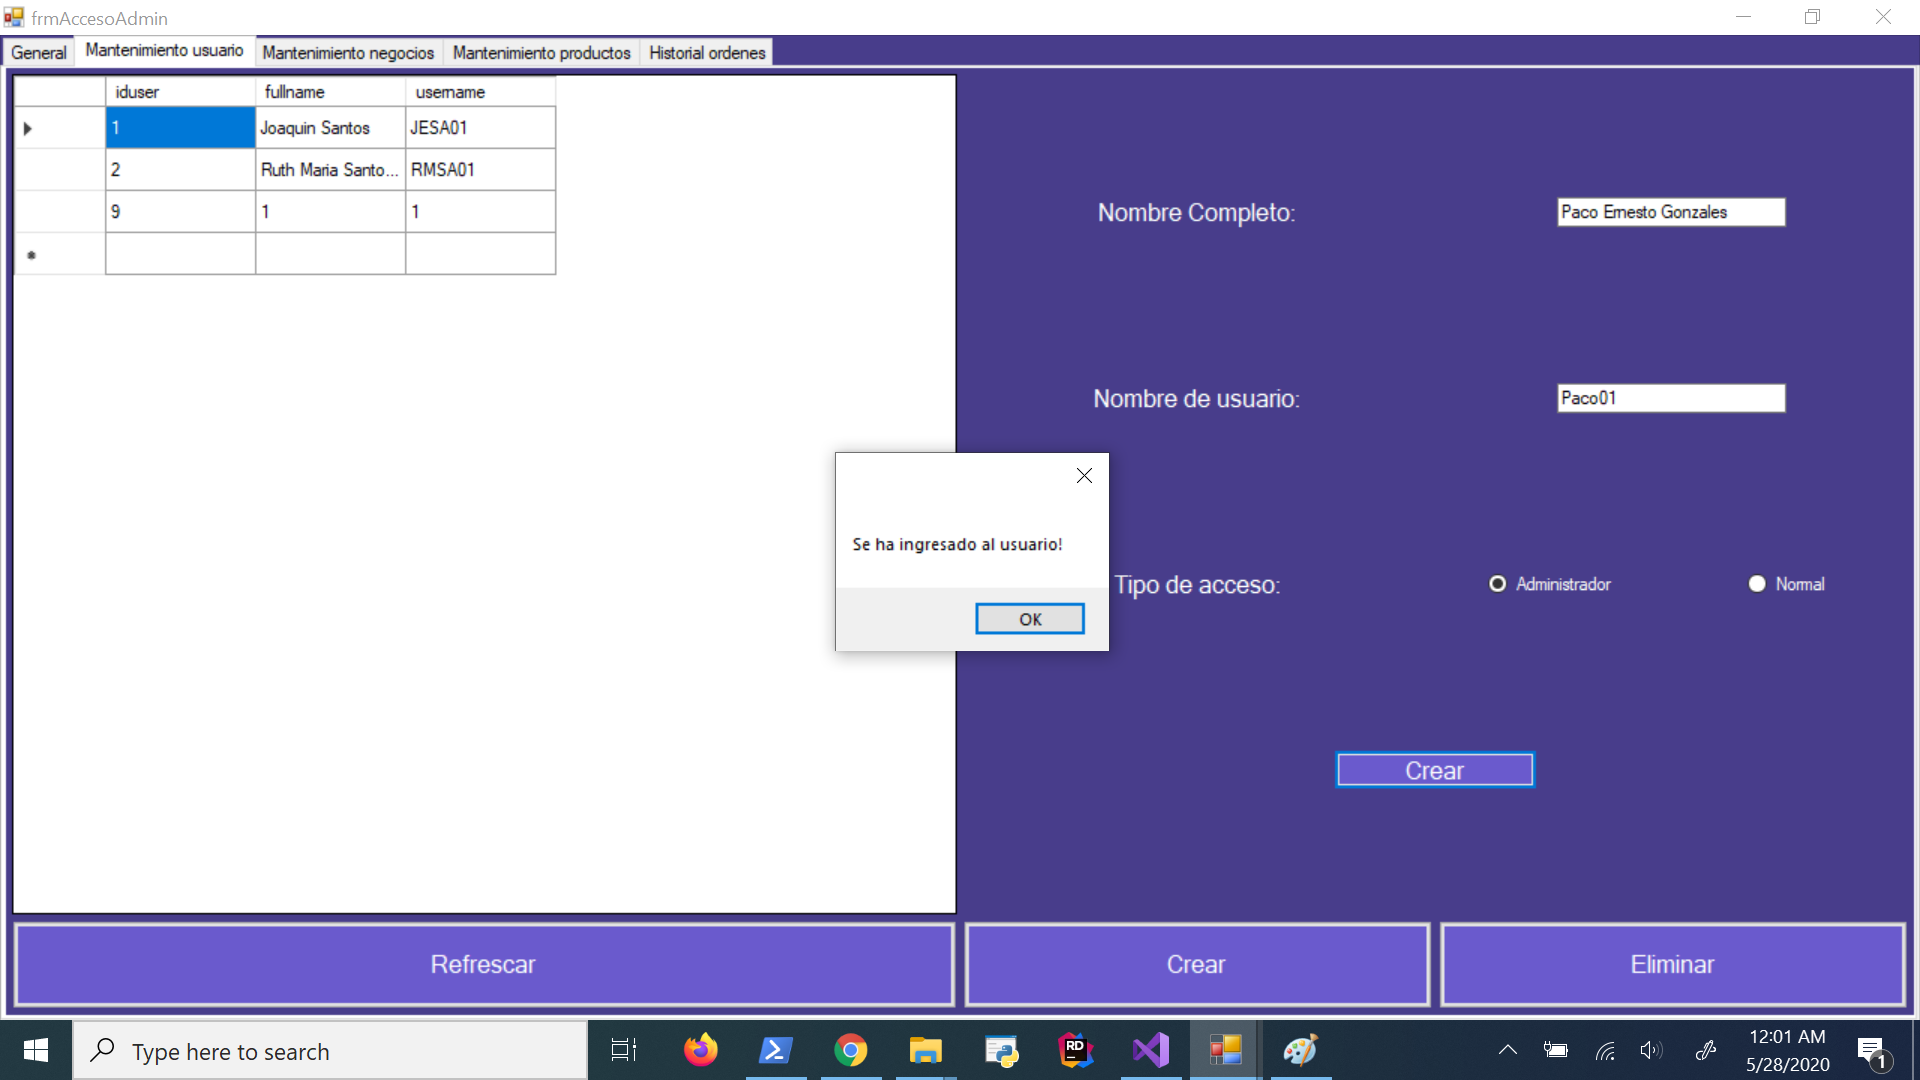 frmAccesoAdmin
General Mantenimiento usuario Mantenimiento negocios Mantenimiento productos Historial ordenes
iduser fullname username
1 Joaquin Santos JESA01
2 Ruth Maria Santo... RMSA01
9 1 1
Nombre Completo: Paco Ernesto Gonzales
Nombre de usuario: Paco01
Se ha ingresado al usuario!
OK
Tipo de acceso: Administrador Normal
Crear
Refrescar Crear Eliminar
Type here to search
RD
12:01 AM
5/28/2020
1